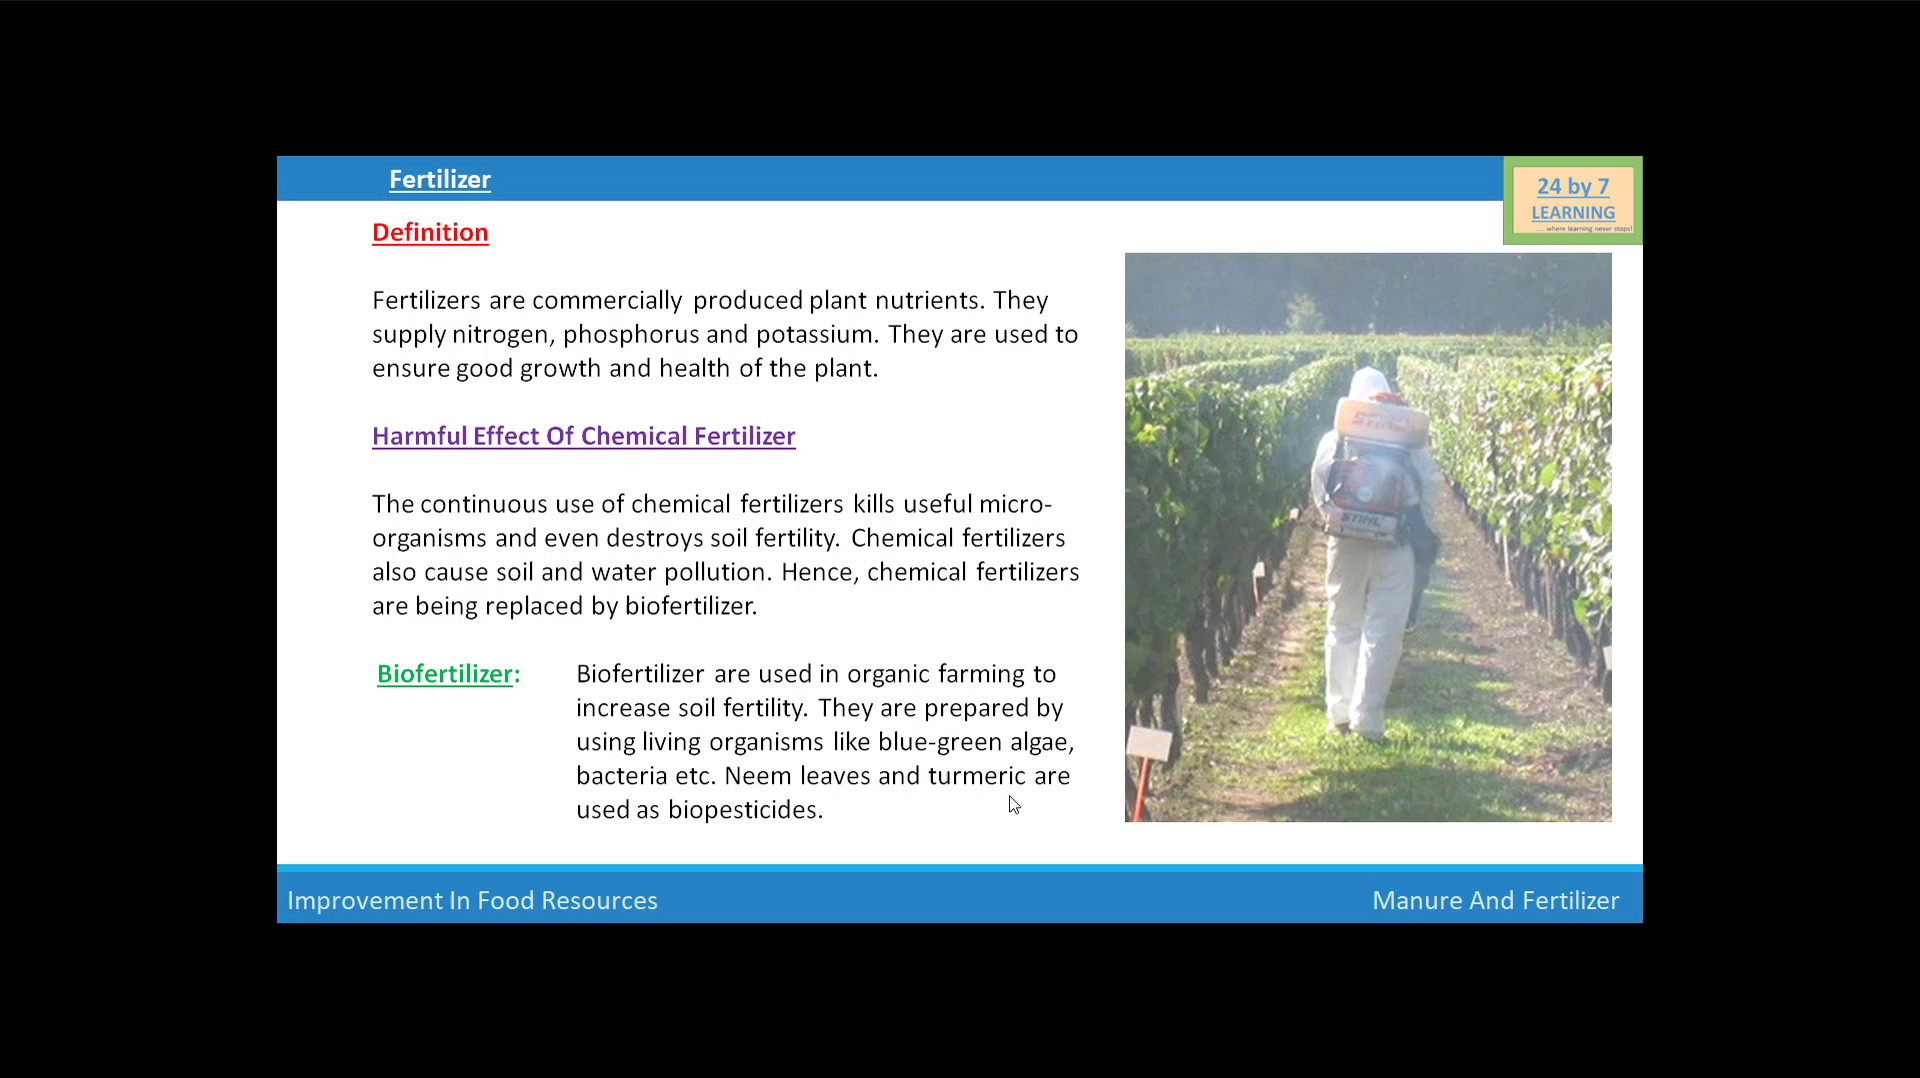 Fertilizer
24 by 7
LEARNING
.... where learning never stops!
Definition
Fertilizers are commercially produced plant nutrients. They
supply nitrogen, phosphorus and potassium. They are used to
ensure good growth and health of the plant.
Harmful Effect Of Chemical Fertilizer
The continuous use of chemical fertilizers kills useful micro-
organisms and even destroys soil fertility. Chemical fertilizers
also cause soil and water pollution. Hence, chemical fertilizers
are being replaced by biofertilizer.
Biofertilizer: Biofertilizer are used in organic farming to
increase soil fertility. They are prepared by
using living organisms like blue-green algae,
bacteria etc. Neem leaves and turmeric are
used as biopesticides.
STIHL
Improvement In Food Resources
Manure And Fertilizer